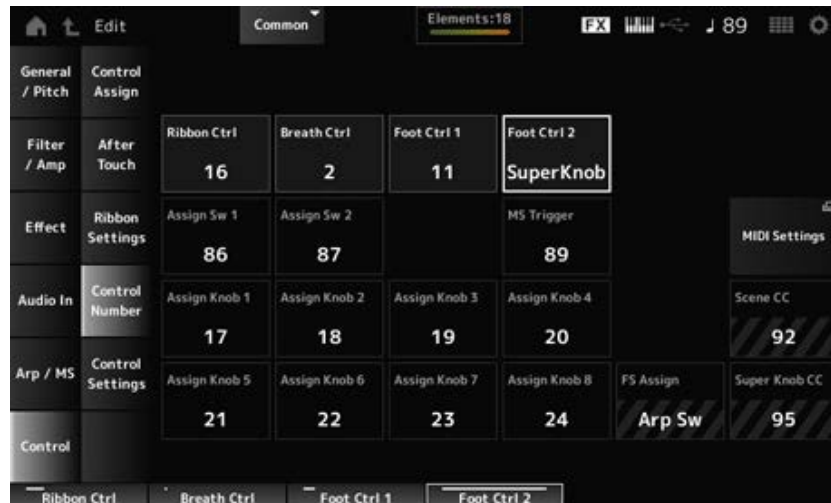 Edit
Common
Elements:18
FX
89
General
/ Pitch
Control
Assign
Filter
/ Amp
After
Touch
Ribbon Ctrl
16
Breath Ctrl
2
Foot Ctrl 1
11
Foot Ctrl 2
SuperKnob
Effect
Ribbon
Settings
Assign Sw 1
86
Assign Sw 2
87
MS Trigger
89
MIDI Settings
Audio In
Control
Number
Assign Knob 1
17
Assign Knob 2
18
Assign Knob 3
19
Assign Knob 4
20
Scene CC
92
Arp / MS
Control
Settings
Assign Knob 5
21
Assign Knob 6
22
Assign Knob 7
23
Assign Knob 8
24
FS Assign
Arp Sw
Super Knob CC
95
Control
Ribbon Ctrl
Breath Ctrl
Foot Ctrl 1
Foot Ctrl 2